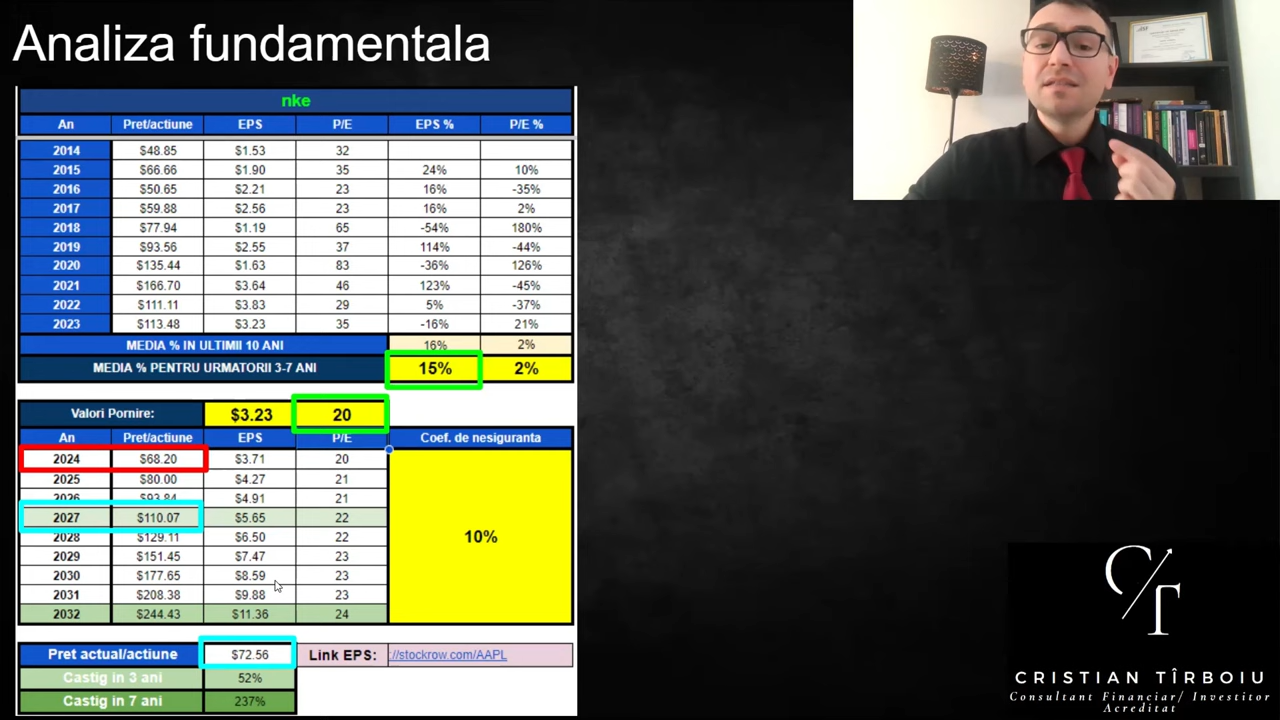 Analiza fundamentala
nke
An Pret/actiune EPS P/E EPS % P/E %
2014 $48.85 $1.53 32
2015 $66.66 $1.90 35 24% 10%
2016 $50.65 $2.21 23 16% -35%
2017 $59.88 $2.56 23 16% 2%
2018 $77.94 $1.19 65 -54% 180%
2019 $93.56 $2.55 37 114% -44%
2020 $135.44 $1.63 83 -36% 126%
2021 $166.70 $3.64 46 123% -45%
2022 $111.11 $3.83 29 5% -37%
2023 $113.48 $3.23 35 -16% 21%
MEDIA % IN ULTIMII 10 ANI 16% 2%
MEDIA % PENTRU URMATORII 3-7 ANI 15% 2%
Valori Pornire: $3.23 20
An Pret/actiune EPS P/E Coef. de nesiguranta
2024 $68.20 $3.71 20
2025 $80.00 $4.27 21
2026 $93.84 $4.91 21
2027 $110.07 $5.65 22
2028 $129.11 $6.50 22
10%
2029 $151.45 $7.47 23
2030 $177.65 $8.59 23
2031 $208.38 $9.88 23
2032 $244.43 $11.36 24
Pret actual/actiune $72.56 Link EPS: ://stockrow.com/AAPL
Castig in 3 ani 52%
Castig in 7 ani 237%
CT
CRISTIAN TÎRBOIU
Consultant Financiar/ Investitor
Acreditat